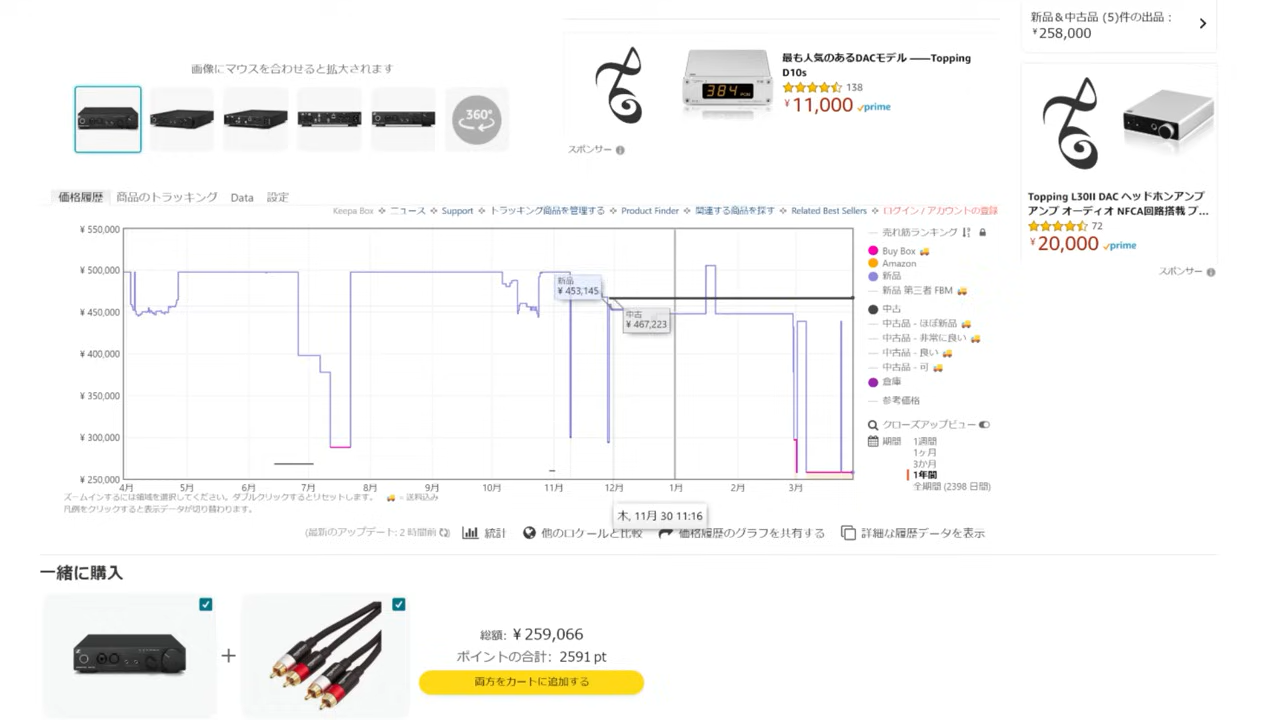 新品＆中古品 (5)件の出品：
¥258,000
画像にマウスを合わせると拡大されます
360°
最も人気のあるDACモデル ——Topping
D10s
138
¥11,000 prime
スポンサー
Topping L30II DAC ヘッドホンアンプ
アンプ オーディオ NFCA回路搭載 プ...
72
¥20,000 prime
スポンサー
価格履歴 商品のトラッキング Data 設定
Keepa Box ニュース Support トラッキング商品を管理する Product Finder 関連する商品を探す Related Best Sellers ログイン / アカウントの登録
¥ 550,000
¥ 500,000
¥ 450,000
¥ 400,000
¥ 350,000
¥ 300,000
¥ 250,000
新品
¥ 453,145
中古
¥ 467,223
4月 5月 6月 7月 8月 9月 10月 11月 12月 1月 2月 3月
売れ筋ランキング
Buy Box
Amazon
新品
新品 第三者 FBM
中古
中古品 - ほぼ新品
中古品 - 非常に良い
中古品 - 良い
中古品 - 可
倉庫
参考価格
クローズアップビュー
期間 1週間
1ヶ月
3か月
1年間
全期間 (2398 日間)
ズームインするには領域を選択してください。ダブルクリックするとリセットします。 = 送料込み
凡例をクリックすると表示データが切り替わります。
木, 11月 30 11:16
(最新のアップデート: 2 時間前) 統計 他のロケールと比較 価格履歴のグラフを共有する 詳細な履歴データを表示
一緒に購入
+
総額: ¥259,066
ポイントの合計: 2591 pt
両方をカートに追加する